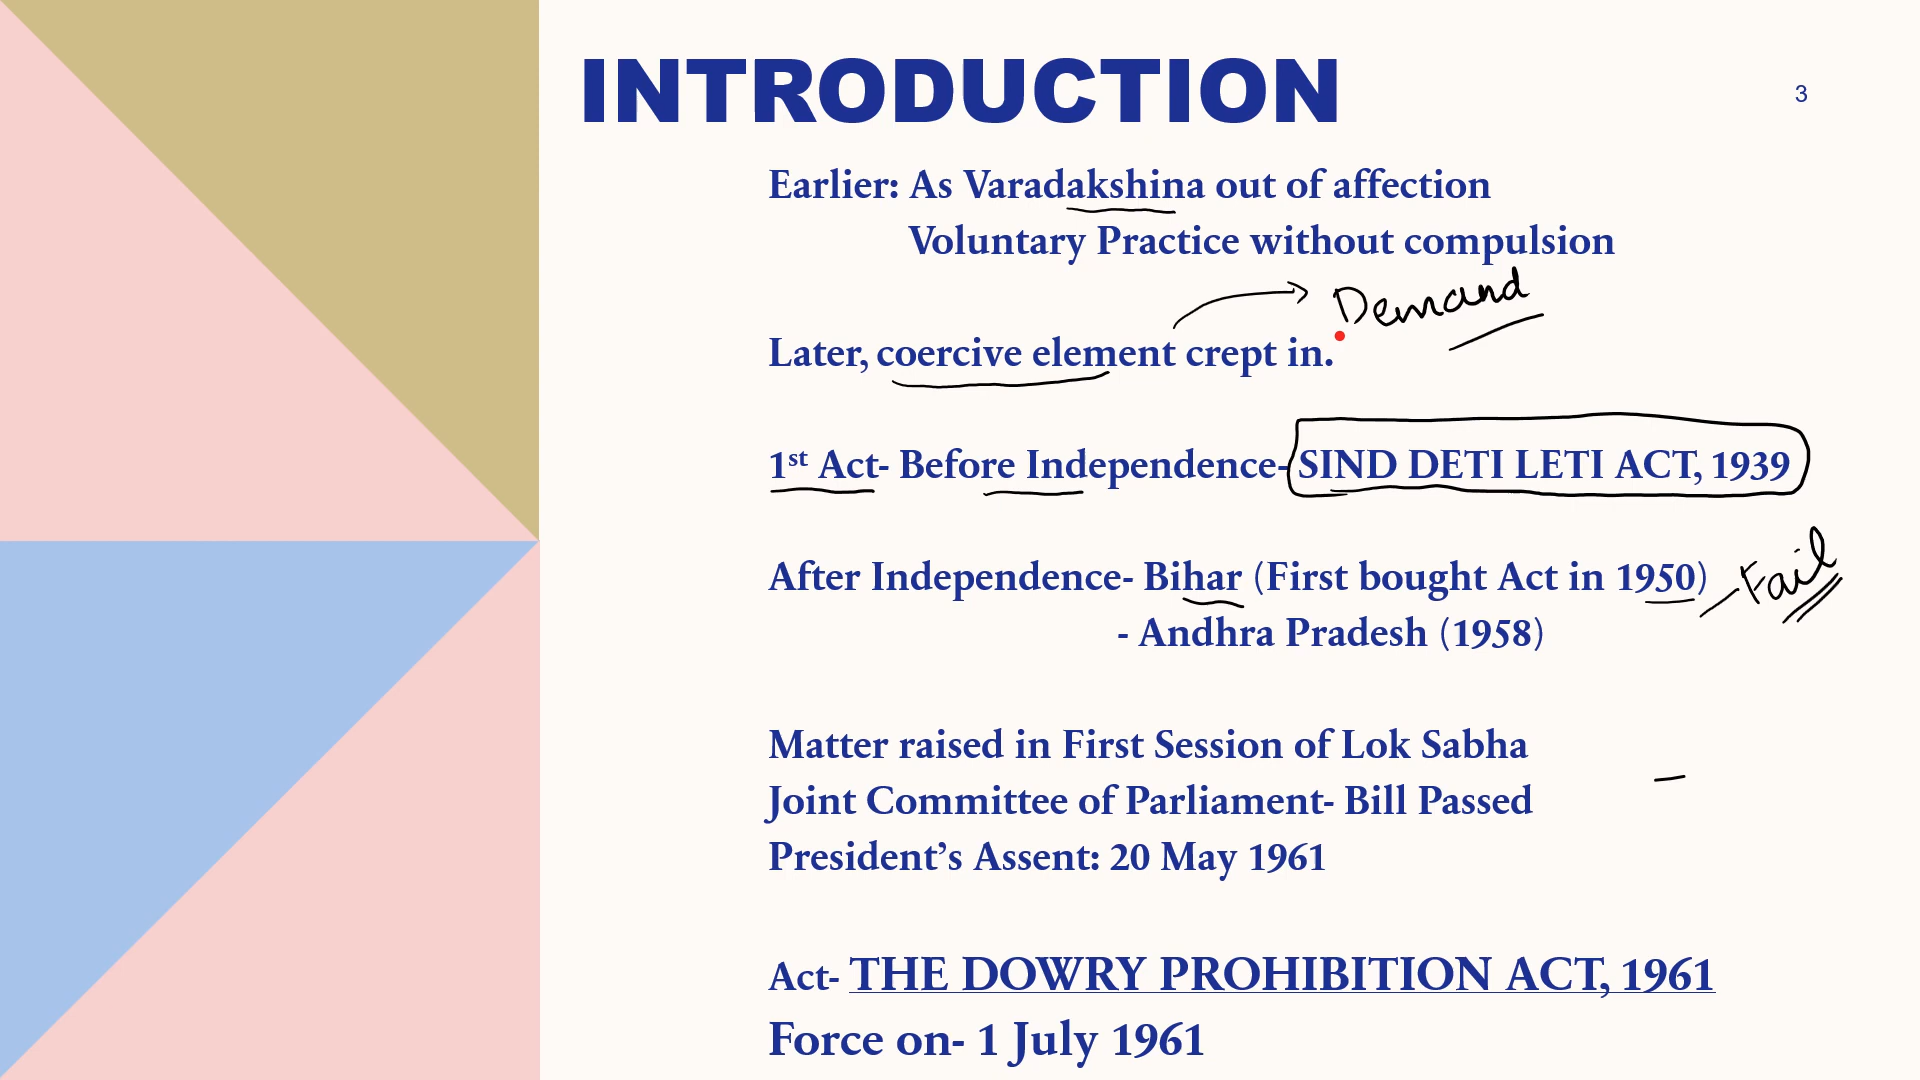 INTRODUCTION
3
Earlier: As Varadakshina out of affection
Voluntary Practice without compulsion
Demand
Later, coercive element crept in.
1st Act- Before Independence- SIND DETI LETI ACT, 1939
After Independence- Bihar (First bought Act in 1950)
Fail
- Andhra Pradesh (1958)
Matter raised in First Session of Lok Sabha
Joint Committee of Parliament- Bill Passed
President’s Assent: 20 May 1961
Act- THE DOWRY PROHIBITION ACT, 1961
Force on- 1 July 1961